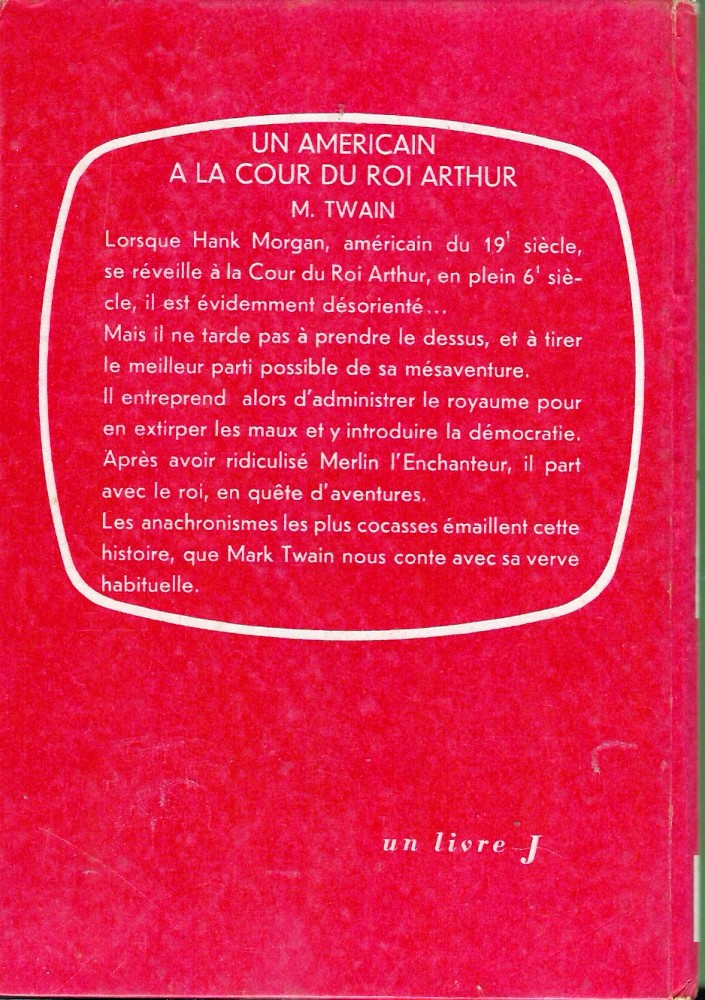 UN AMERICAIN
A LA COUR DU ROI ARTHUR
M. TWAIN
Lorsque Hank Morgan, américain du 19' siècle,
se réveille à la Cour du Roi Arthur, en plein 6' siè-
cle, il est évidemment désorienté...
Mais il ne tarde pas à prendre le dessus, et à tirer
le meilleur parti possible de sa mésaventure.
Il entreprend alors d'administrer le royaume pour
en extirper les maux et y introduire la démocratie.
Après avoir ridiculisé Merlin l'Enchanteur, il part
avec le roi, en quête d'aventures.
Les anachronismes les plus cocasses émaillent cette
histoire, que Mark Twain nous conte avec sa verve
habituelle.
un livre J